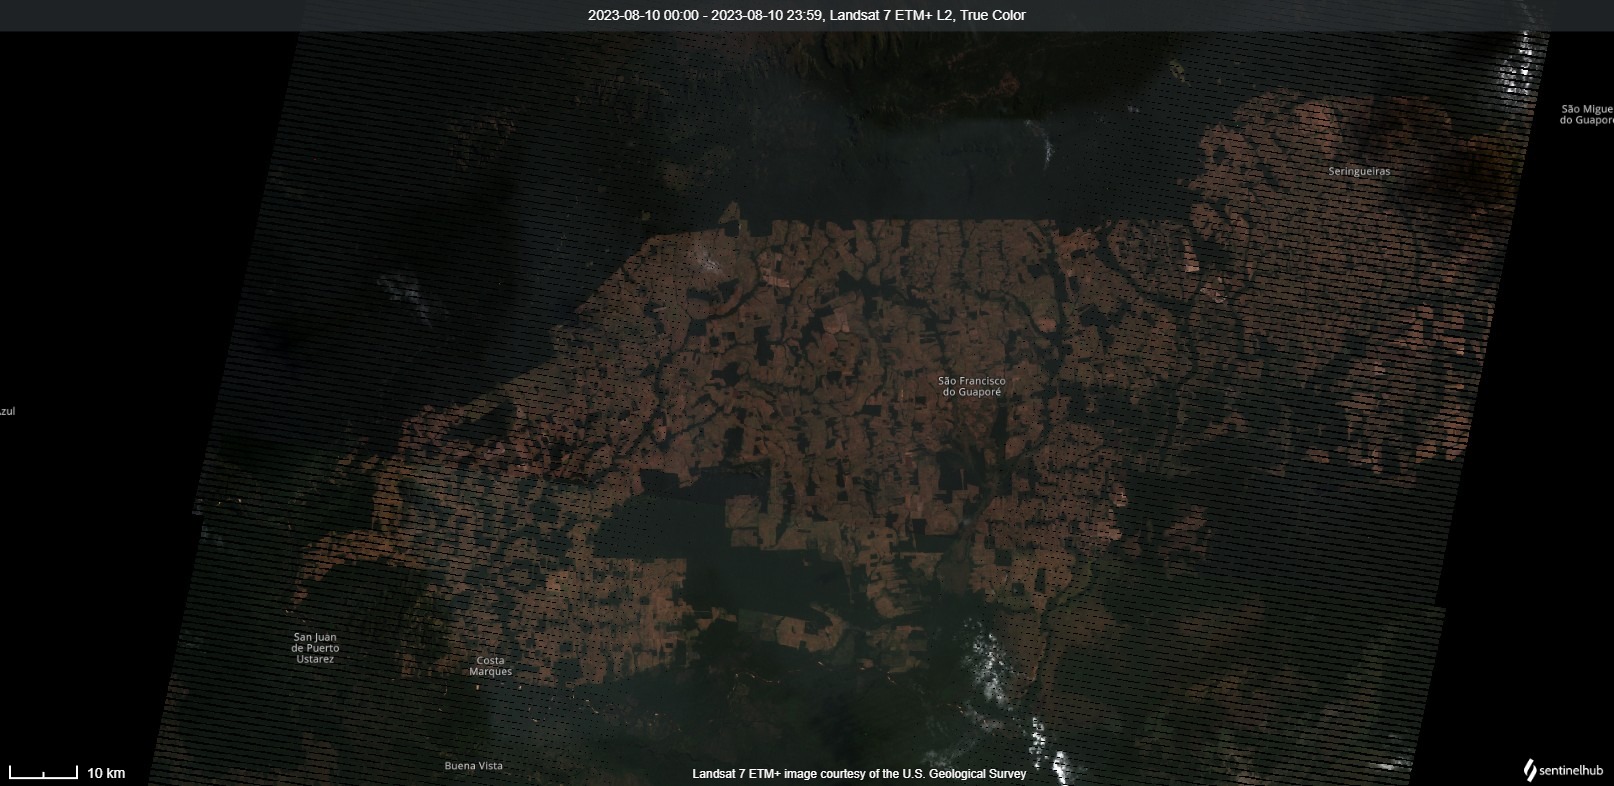 2023-08-10 00:00 - 2023-08-10 23:59, Landsat 7 ETM+ L2, True Color
São Migue
do Guaporé
Seringueiras
São Francisco
do Guaporé
zul
San Juan
de Puerto
Ustarez
Costa
Marques
Buena Vista
10 km
Landsat 7 ETM+ image courtesy of the U.S. Geological Survey
sentinelhub